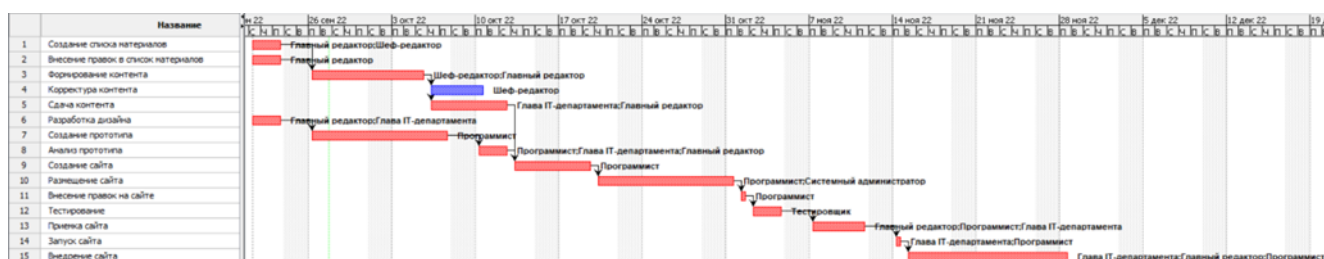 Название
н 22 26 сен 22 3 окт 22 10 окт 22 17 окт 22 24 окт 22 31 окт 22 7 ноя 22 14 ноя 22 21 ноя 22 28 ноя 22 5 дек 22 12 дек 22 19
1 Создание списка материалов Главный редактор;Шеф-редактор
2 Внесение правок в список материалов Главный редактор
3 Формирование контента Шеф-редактор;Главный редактор
4 Корректура контента Шеф-редактор
5 Сдача контента Глава IT-департамента;Главный редактор
6 Разработка дизайна Главный редактор;Глава IT-департамента
7 Создание прототипа Программист
8 Анализ прототипа Программист;Глава IT-департамента;Главный редактор
9 Создание сайта Программист
10 Размещение сайта Программист;Системный администратор
11 Внесение правок на сайте Программист
12 Тестирование Тестировщик
13 Приемка сайта Главный редактор;Программист;Глава IT-департамента
14 Запуск сайта Глава IT-департамента;Программист
15 Внедрение сайта Глава IT-департамента;Главный редактор;Программист